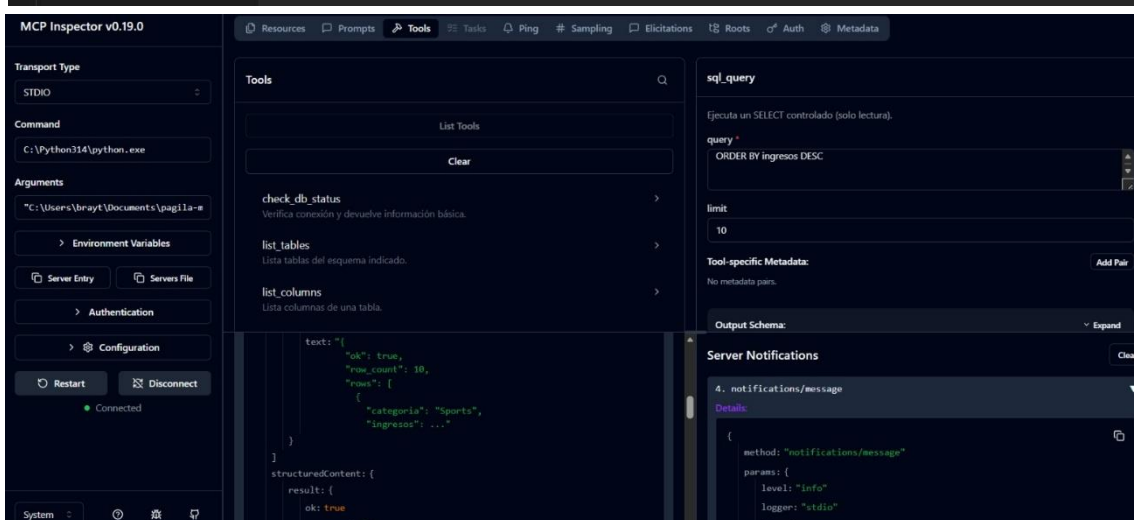 MCP Inspector v0.19.0
Resources Prompts Tools Tasks Ping Sampling Elicitations Roots Auth Metadata
Transport Type
STDIO
Command
C:\Python314\python.exe
Arguments
"C:\Users\brayt\Documents\pagila-m
Environment Variables
Server Entry Servers File
Authentication
Configuration
Restart Disconnect
Connected
System
Tools
List Tools
Clear
check_db_status
Verifica conexión y devuelve información básica.
list_tables
Lista tablas del esquema indicado.
list_columns
Lista columnas de una tabla.
text: "{
"ok": true,
"row_count": 10,
"rows": [
{
"categoria": "Sports",
"ingresos": ..."
}
]
structuredContent: {
result: {
ok: true
sql_query
Ejecuta un SELECT controlado (solo lectura).
query *
ORDER BY ingresos DESC
limit
10
Tool-specific Metadata: Add Pair
No metadata pairs.
Output Schema: Expand
Server Notifications Clea
4. notifications/message
Details:
{
method: "notifications/message"
params: {
level: "info"
logger: "stdio"